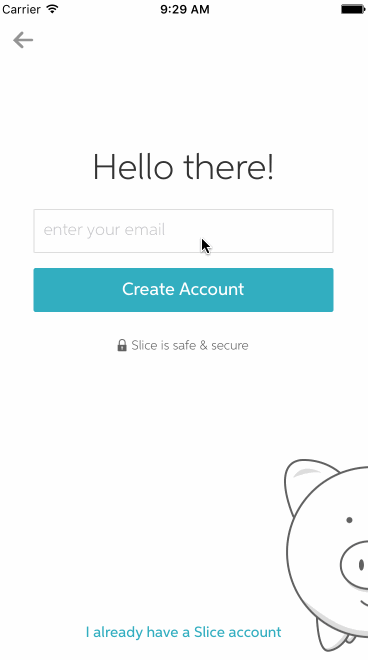 Carrier 9:29 AM
Hello there!
enter your email
Create Account
Slice is safe & secure
I already have a Slice account